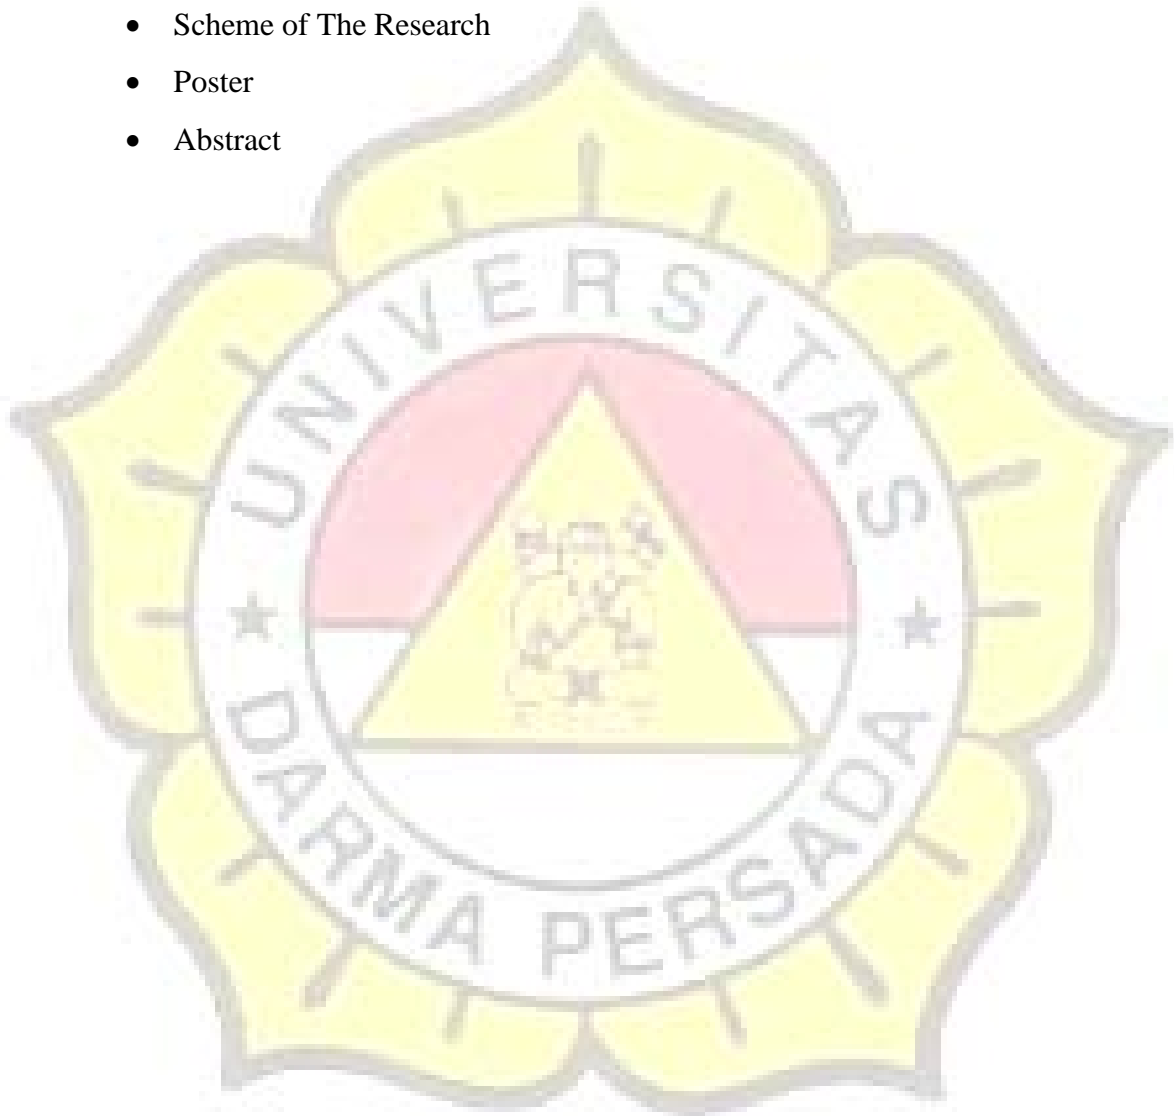 • Scheme of The Research
• Poster
• Abstract
UNIVERSITAS
★ DARMA PERSADA ★